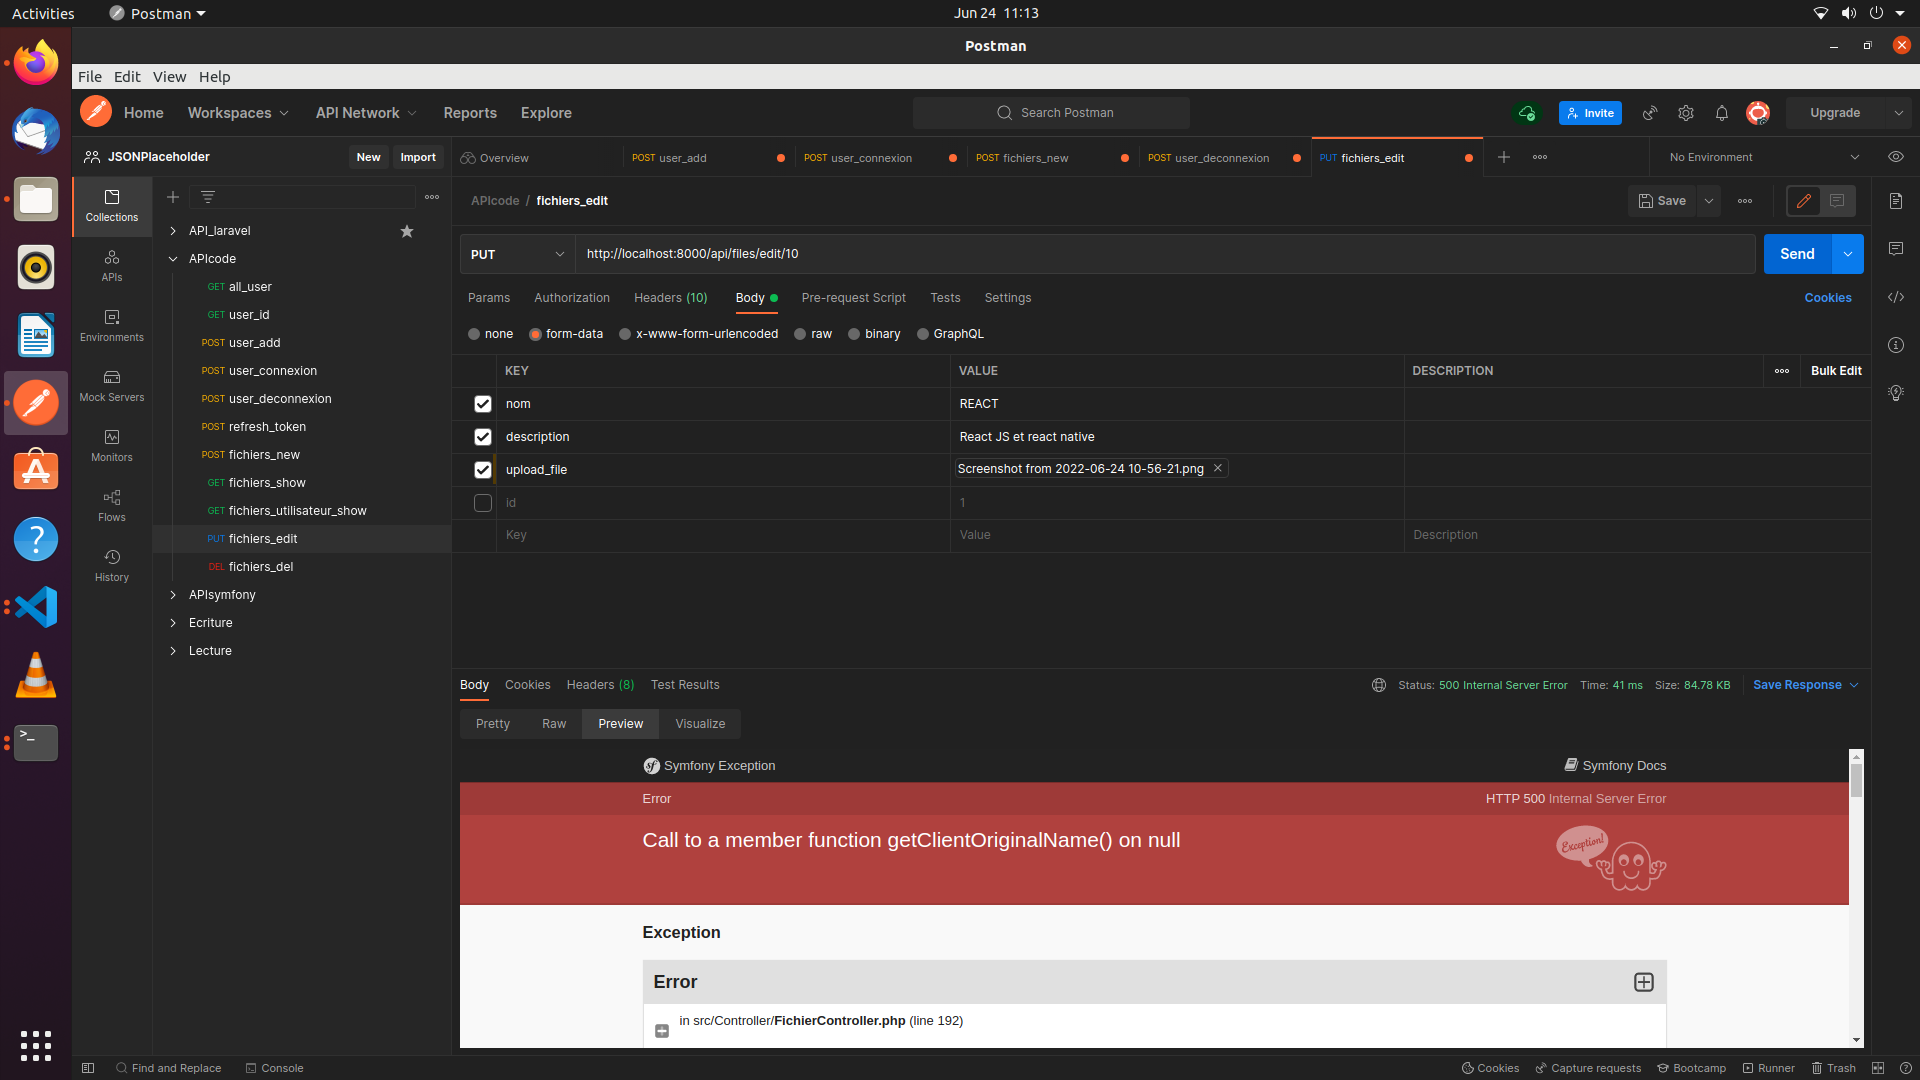 Activities Postman Jun 24 11:13
Postman
File Edit View Help
Home Workspaces API Network Reports Explore Search Postman Invite Upgrade
JSONPlaceholder New Import
Overview POST user_add POST user_connexion POST fichiers_new POST user_deconnexion PUT fichiers_edit No Environment
Collections
APIs
Environments
Mock Servers
Monitors
Flows
History
API_laravel
APIcode
GET all_user
GET user_id
POST user_add
POST user_connexion
POST user_deconnexion
POST refresh_token
POST fichiers_new
GET fichiers_show
GET fichiers_utilisateur_show
PUT fichiers_edit
DEL fichiers_del
APIsymfony
Ecriture
Lecture
APIcode / fichiers_edit Save
PUT http://localhost:8000/api/files/edit/10 Send
Params Authorization Headers (10) Body Pre-request Script Tests Settings Cookies
none form-data x-www-form-urlencoded raw binary GraphQL
KEY VALUE DESCRIPTION Bulk Edit
nom REACT
description React JS et react native
upload_file Screenshot from 2022-06-24 10-56-21.png
id 1
Key Value Description
Body Cookies Headers (8) Test Results Status: 500 Internal Server Error Time: 41 ms Size: 84.78 KB Save Response
Pretty Raw Preview Visualize
Symfony Exception Symfony Docs
Error HTTP 500 Internal Server Error
Call to a member function getClientOriginalName() on null
Exception!
Exception
Error
in src/Controller/FichierController.php (line 192)
Find and Replace Console Cookies Capture requests Bootcamp Runner Trash